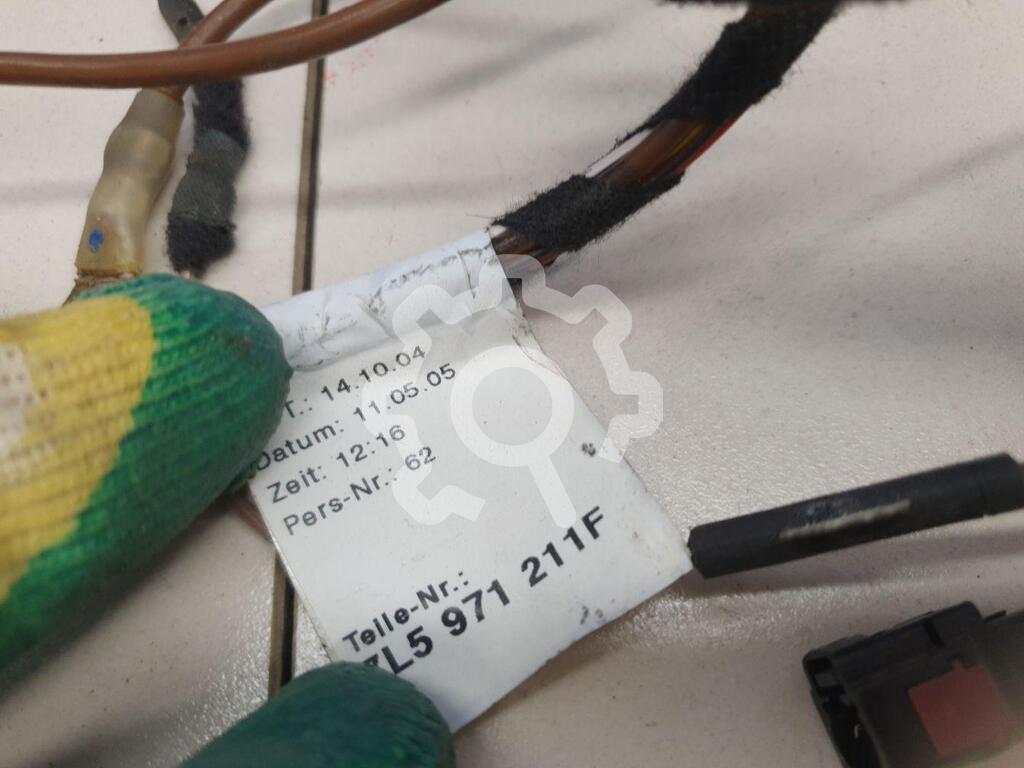 T.: 14.10.04
Datum: 11.05.05
Zeit: 12:16
Pers-Nr.: 62
Teile-Nr.:
7L5 971 211F